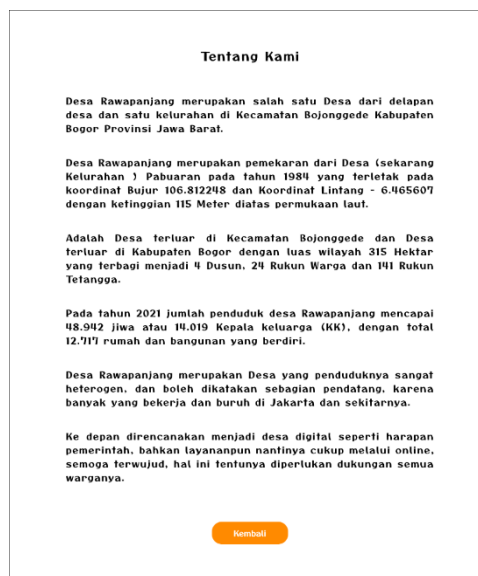 Tentang Kami
Desa Rawapanjang merupakan salah satu Desa dari delapan
desa dan satu kelurahan di Kecamatan Bojonggede Kabupaten
Bogor Provinsi Jawa Barat.
Desa Rawapanjang merupakan pemekaran dari Desa (sekarang
Kelurahan ) Pabuaran pada tahun 1984 yang terletak pada
koordinat Bujur 106.812248 dan Koordinat Lintang - 6.465607
dengan ketinggian 115 Meter diatas permukaan laut.
Adalah Desa terluar di Kecamatan Bojonggede dan Desa
terluar di Kabupaten Bogor dengan luas wilayah 315 Hektar
yang terbagi menjadi 4 Dusun, 24 Rukun Warga dan 141 Rukun
Tetangga.
Pada tahun 2021 jumlah penduduk desa Rawapanjang mencapai
48.942 jiwa atau 14.019 Kepala keluarga (KK), dengan total
12.717 rumah dan bangunan yang berdiri.
Desa Rawapanjang merupakan Desa yang penduduknya sangat
heterogen, dan boleh dikatakan sebagian pendatang, karena
banyak yang bekerja dan buruh di Jakarta dan sekitarnya.
Ke depan direncanakan menjadi desa digital seperti harapan
pemerintah, bahkan layananpun nantinya cukup melalui online,
semoga terwujud, hal ini tentunya diperlukan dukungan semua
warganya.
Kembali